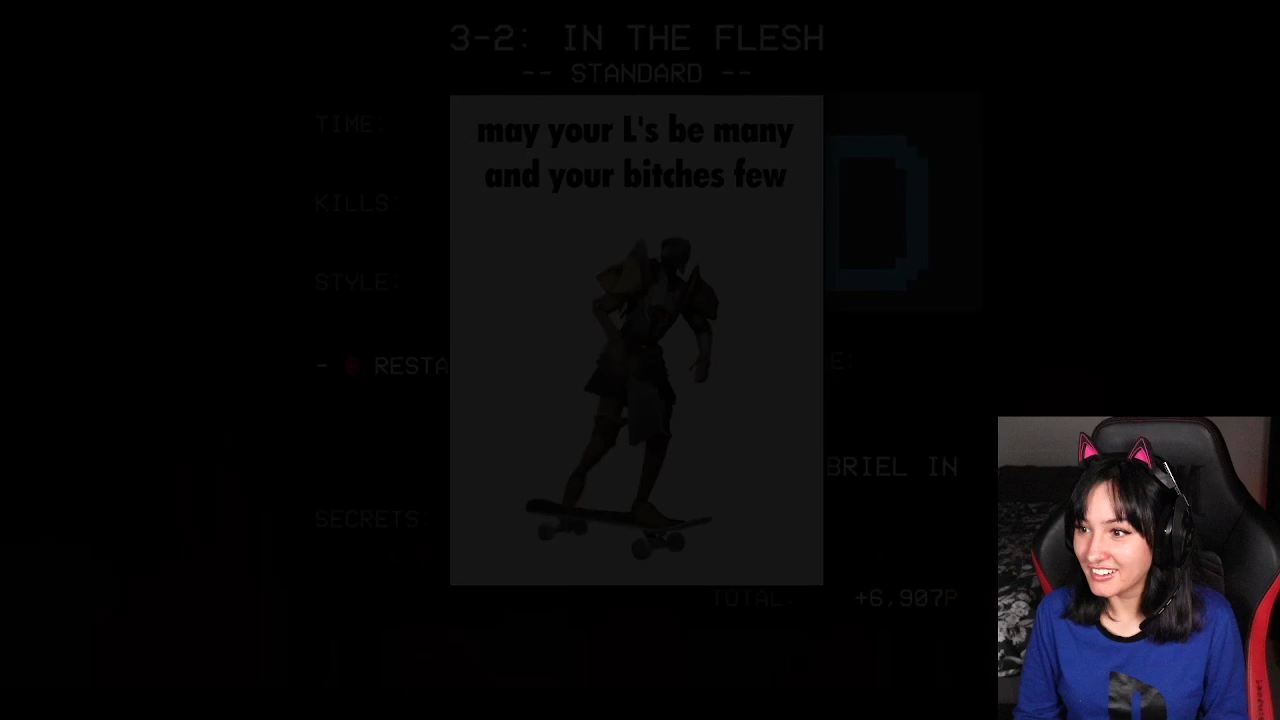 3-2: IN THE FLESH
-- STANDARD --
may your L's be many
and your bitches few
TIME:
KILLS:
STYLE:
- 0 RESTA
E:
BRIEL IN
SECRETS:
TOTAL: +6,907P